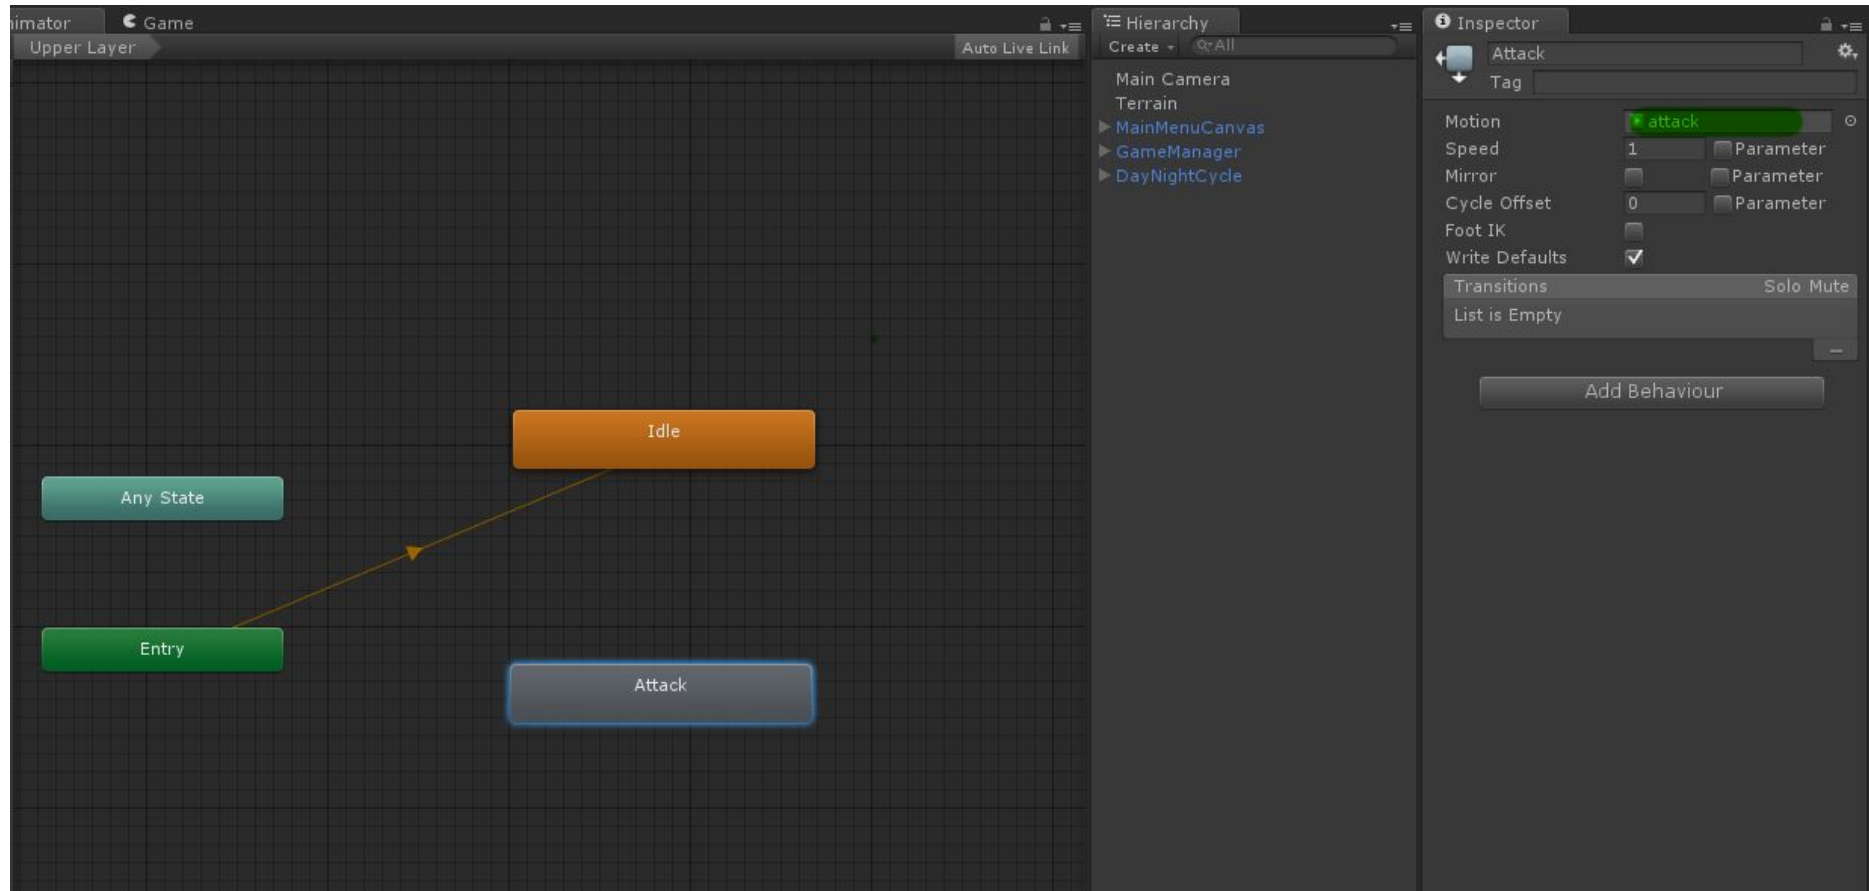 nimator
Game
Upper Layer
Auto Live Link
Any State
Entry
Idle
Attack
Hierarchy
Create
All
Main Camera
Terrain
MainMenuCanvas
GameManager
DayNightCycle
Inspector
Attack
Tag
Motion attack
Speed 1 Parameter
Mirror Parameter
Cycle Offset 0 Parameter
Foot IK
Write Defaults
Transitions Solo Mute
List is Empty
Add Behaviour